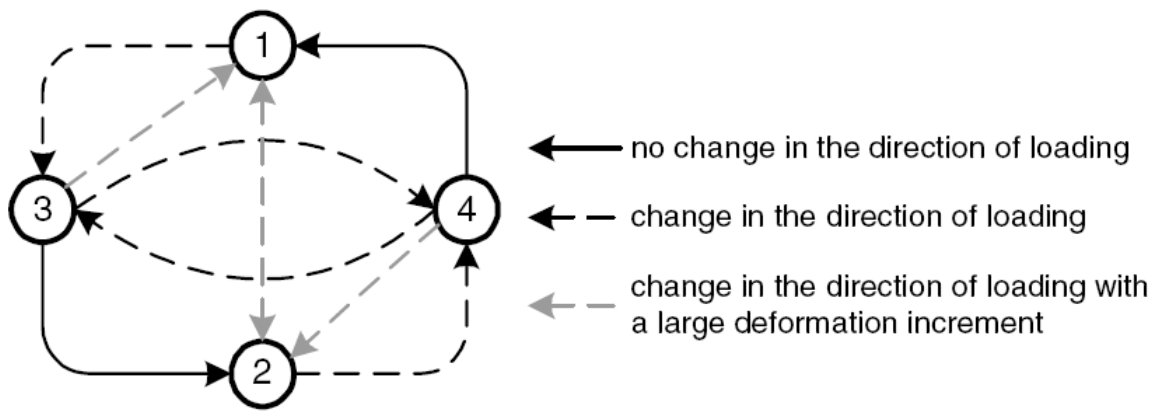 1
no change in the direction of loading
3
4
change in the direction of loading
change in the direction of loading with
a large deformation increment
2